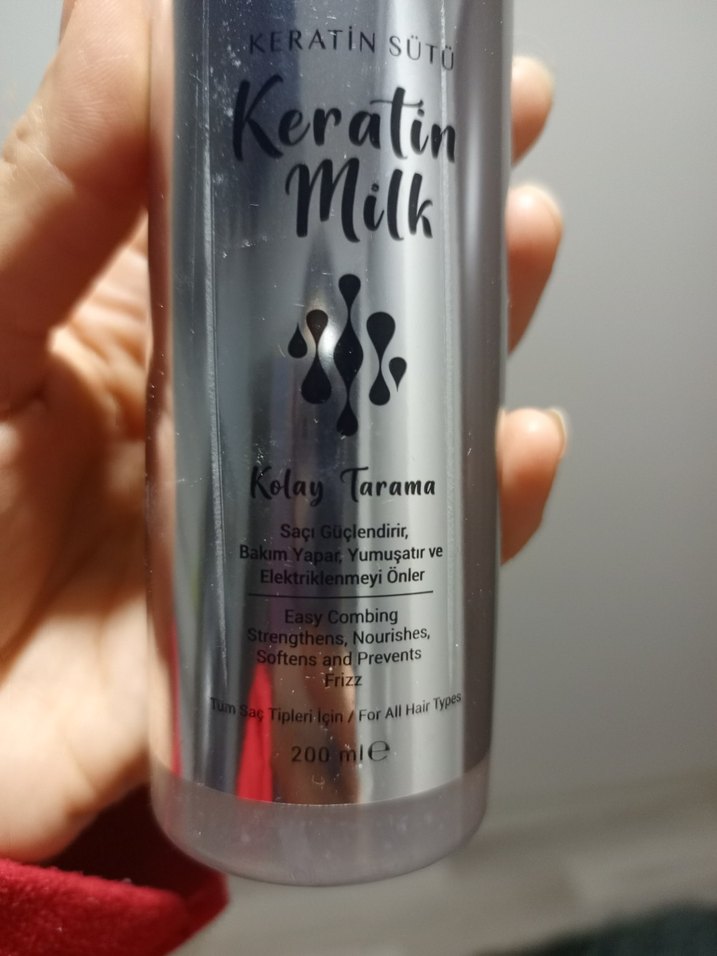 KERATİN SÜTÜ
Keratin
Milk
Kolay Tarama
Saçı Güçlendirir,
Bakım Yapar, Yumuşatır ve
Elektriklenmeyi Önler
Easy Combing
Strengthens, Nourishes,
Softens and Prevents
Frizz
Tüm Saç Tipleri İçin / For All Hair Types
200 ml℮